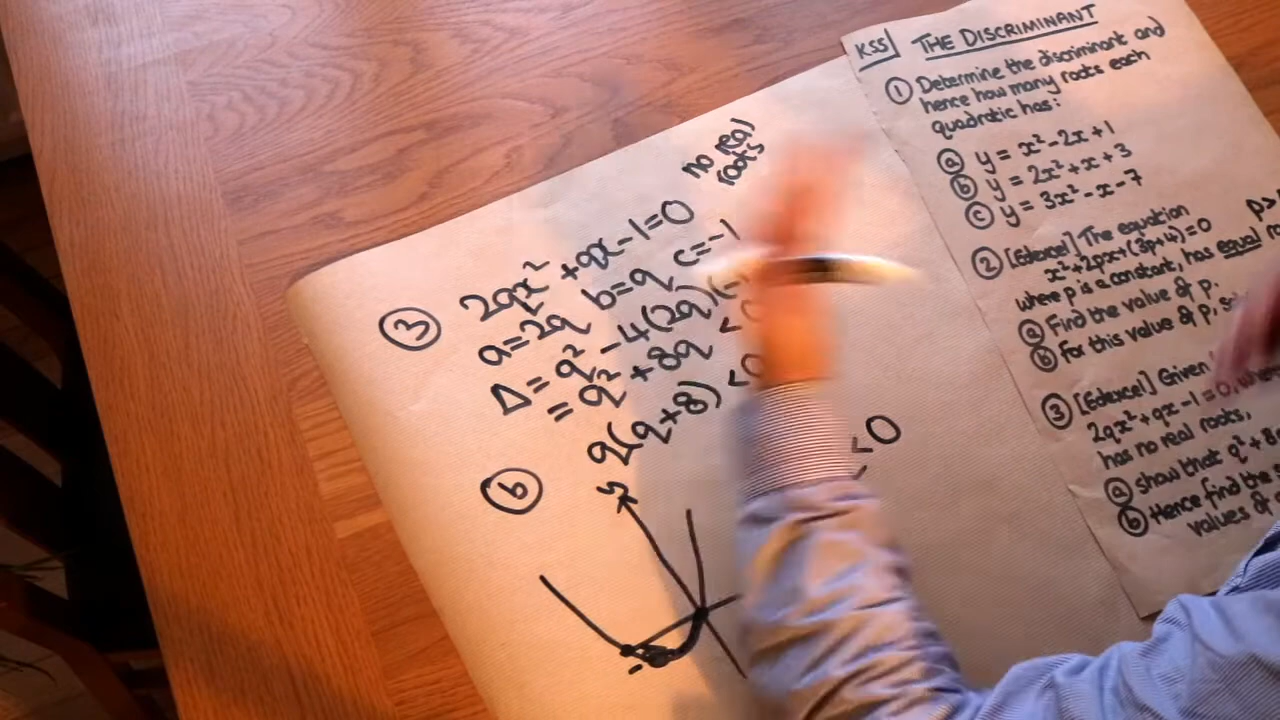 ③ 2qx² +qx-1=0 no real roots
a=2q b=q c=-1
Δ = q² -4(2q)(-
= q² +8q <
ⓑ q(q+8) <0
y
<0
KSS THE DISCRIMINANT
① Determine the discriminant and
hence how many roots each
quadratic has:
ⓐ y = x²-2x+1
ⓑ y = 2x²+x+3
ⓒ y = 3x²-x-7
② [Edexcel] The equation
x²+2px+(3p+4)=0 p>
where p is a constant, has equal
ⓐ Find the value of p.
ⓑ For this value of p,
③ [Edexcel] Given
2qx²+qx-1=0,
has no real roots,
ⓐ show that q²+8
ⓑ Hence find the
values of